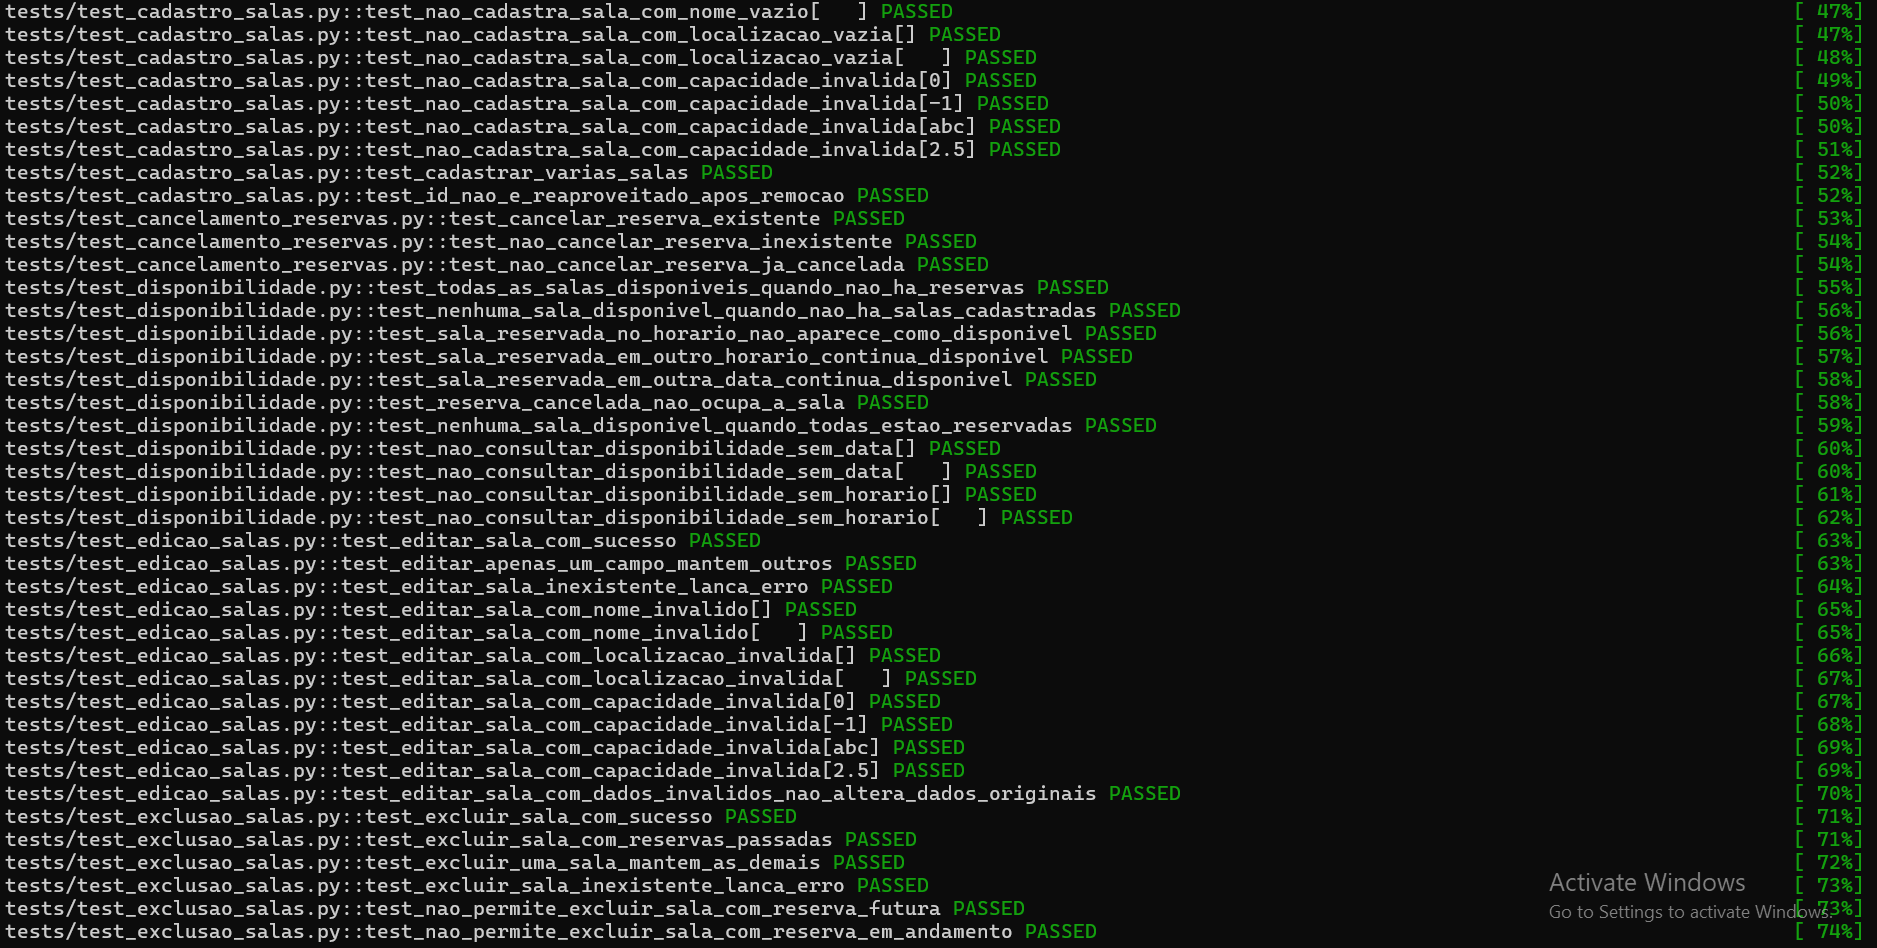 tests/test_cadastro_salas.py::test_nao_cadastra_sala_com_nome_vazio[   ] PASSED [ 47%]
tests/test_cadastro_salas.py::test_nao_cadastra_sala_com_localizacao_vazia[] PASSED [ 47%]
tests/test_cadastro_salas.py::test_nao_cadastra_sala_com_localizacao_vazia[   ] PASSED [ 48%]
tests/test_cadastro_salas.py::test_nao_cadastra_sala_com_capacidade_invalida[0] PASSED [ 49%]
tests/test_cadastro_salas.py::test_nao_cadastra_sala_com_capacidade_invalida[-1] PASSED [ 50%]
tests/test_cadastro_salas.py::test_nao_cadastra_sala_com_capacidade_invalida[abc] PASSED [ 50%]
tests/test_cadastro_salas.py::test_nao_cadastra_sala_com_capacidade_invalida[2.5] PASSED [ 51%]
tests/test_cadastro_salas.py::test_cadastrar_varias_salas PASSED [ 52%]
tests/test_cadastro_salas.py::test_id_nao_e_reaproveitado_apos_remocao PASSED [ 52%]
tests/test_cancelamento_reservas.py::test_cancelar_reserva_existente PASSED [ 53%]
tests/test_cancelamento_reservas.py::test_nao_cancelar_reserva_inexistente PASSED [ 54%]
tests/test_cancelamento_reservas.py::test_nao_cancelar_reserva_ja_cancelada PASSED [ 54%]
tests/test_disponibilidade.py::test_todas_as_salas_disponiveis_quando_nao_ha_reservas PASSED [ 55%]
tests/test_disponibilidade.py::test_nenhuma_sala_disponivel_quando_nao_ha_salas_cadastradas PASSED [ 56%]
tests/test_disponibilidade.py::test_sala_reservada_no_horario_nao_aparece_como_disponivel PASSED [ 56%]
tests/test_disponibilidade.py::test_sala_reservada_em_outro_horario_continua_disponivel PASSED [ 57%]
tests/test_disponibilidade.py::test_sala_reservada_em_outra_data_continua_disponivel PASSED [ 58%]
tests/test_disponibilidade.py::test_reserva_cancelada_nao_ocupa_a_sala PASSED [ 58%]
tests/test_disponibilidade.py::test_nenhuma_sala_disponivel_quando_todas_estao_reservadas PASSED [ 59%]
tests/test_disponibilidade.py::test_nao_consultar_disponibilidade_sem_data[] PASSED [ 60%]
tests/test_disponibilidade.py::test_nao_consultar_disponibilidade_sem_data[   ] PASSED [ 60%]
tests/test_disponibilidade.py::test_nao_consultar_disponibilidade_sem_horario[] PASSED [ 61%]
tests/test_disponibilidade.py::test_nao_consultar_disponibilidade_sem_horario[   ] PASSED [ 62%]
tests/test_edicao_salas.py::test_editar_sala_com_sucesso PASSED [ 63%]
tests/test_edicao_salas.py::test_editar_apenas_um_campo_mantem_outros PASSED [ 63%]
tests/test_edicao_salas.py::test_editar_sala_inexistente_lanca_erro PASSED [ 64%]
tests/test_edicao_salas.py::test_editar_sala_com_nome_invalido[] PASSED [ 65%]
tests/test_edicao_salas.py::test_editar_sala_com_nome_invalido[   ] PASSED [ 65%]
tests/test_edicao_salas.py::test_editar_sala_com_localizacao_invalida[] PASSED [ 66%]
tests/test_edicao_salas.py::test_editar_sala_com_localizacao_invalida[   ] PASSED [ 67%]
tests/test_edicao_salas.py::test_editar_sala_com_capacidade_invalida[0] PASSED [ 67%]
tests/test_edicao_salas.py::test_editar_sala_com_capacidade_invalida[-1] PASSED [ 68%]
tests/test_edicao_salas.py::test_editar_sala_com_capacidade_invalida[abc] PASSED [ 69%]
tests/test_edicao_salas.py::test_editar_sala_com_capacidade_invalida[2.5] PASSED [ 69%]
tests/test_edicao_salas.py::test_editar_sala_com_dados_invalidos_nao_altera_dados_originais PASSED [ 70%]
tests/test_exclusao_salas.py::test_excluir_sala_com_sucesso PASSED [ 71%]
tests/test_exclusao_salas.py::test_excluir_sala_com_reservas_passadas PASSED [ 71%]
tests/test_exclusao_salas.py::test_excluir_uma_sala_mantem_as_demais PASSED [ 72%]
tests/test_exclusao_salas.py::test_excluir_sala_inexistente_lanca_erro PASSED [ 73%]
tests/test_exclusao_salas.py::test_nao_permite_excluir_sala_com_reserva_futura PASSED [ 73%]
tests/test_exclusao_salas.py::test_nao_permite_excluir_sala_com_reserva_em_andamento PASSED [ 74%]
Activate Windows
Go to Settings to activate Windows.